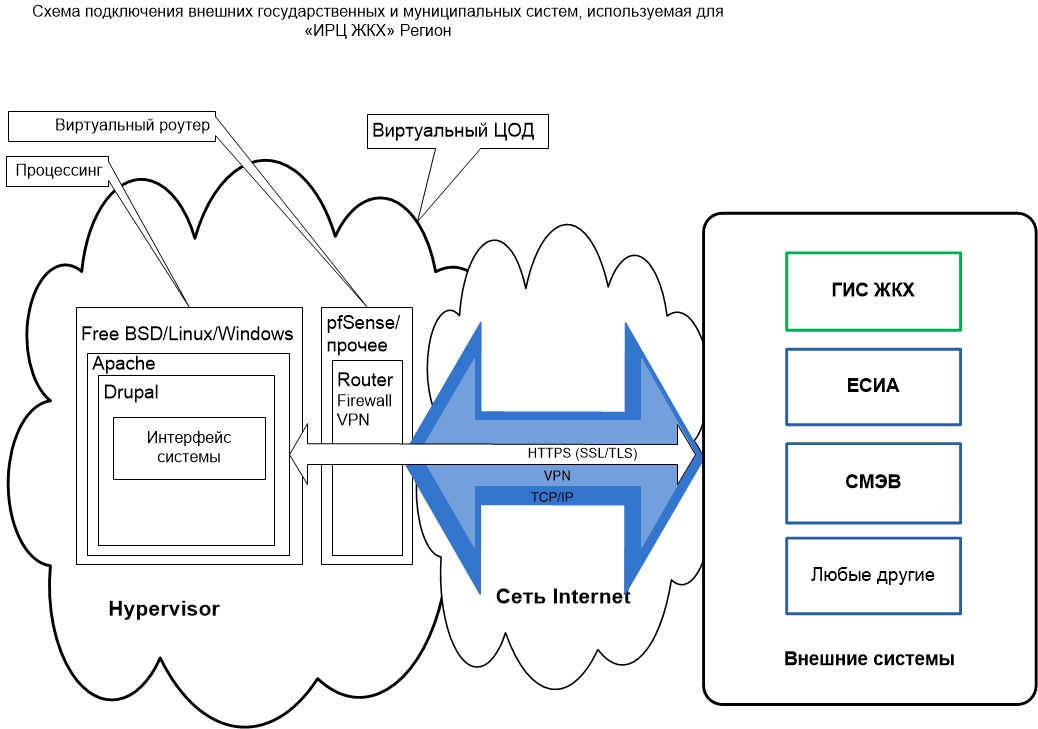 Схема подключения внешних государственных и муниципальных систем, используемая для
«ИРЦ ЖКХ» Регион
Виртуальный роутер
Виртуальный ЦОД
Процессинг
Free BSD/Linux/Windows
Apache
Drupal
Интерфейс
системы
pfSense/
прочее
Router
Firewall
VPN
Hypervisor
HTTPS (SSL/TLS)
VPN
TCP/IP
Сеть Internet
ГИС ЖКХ
ЕСИА
СМЭВ
Любые другие
Внешние системы